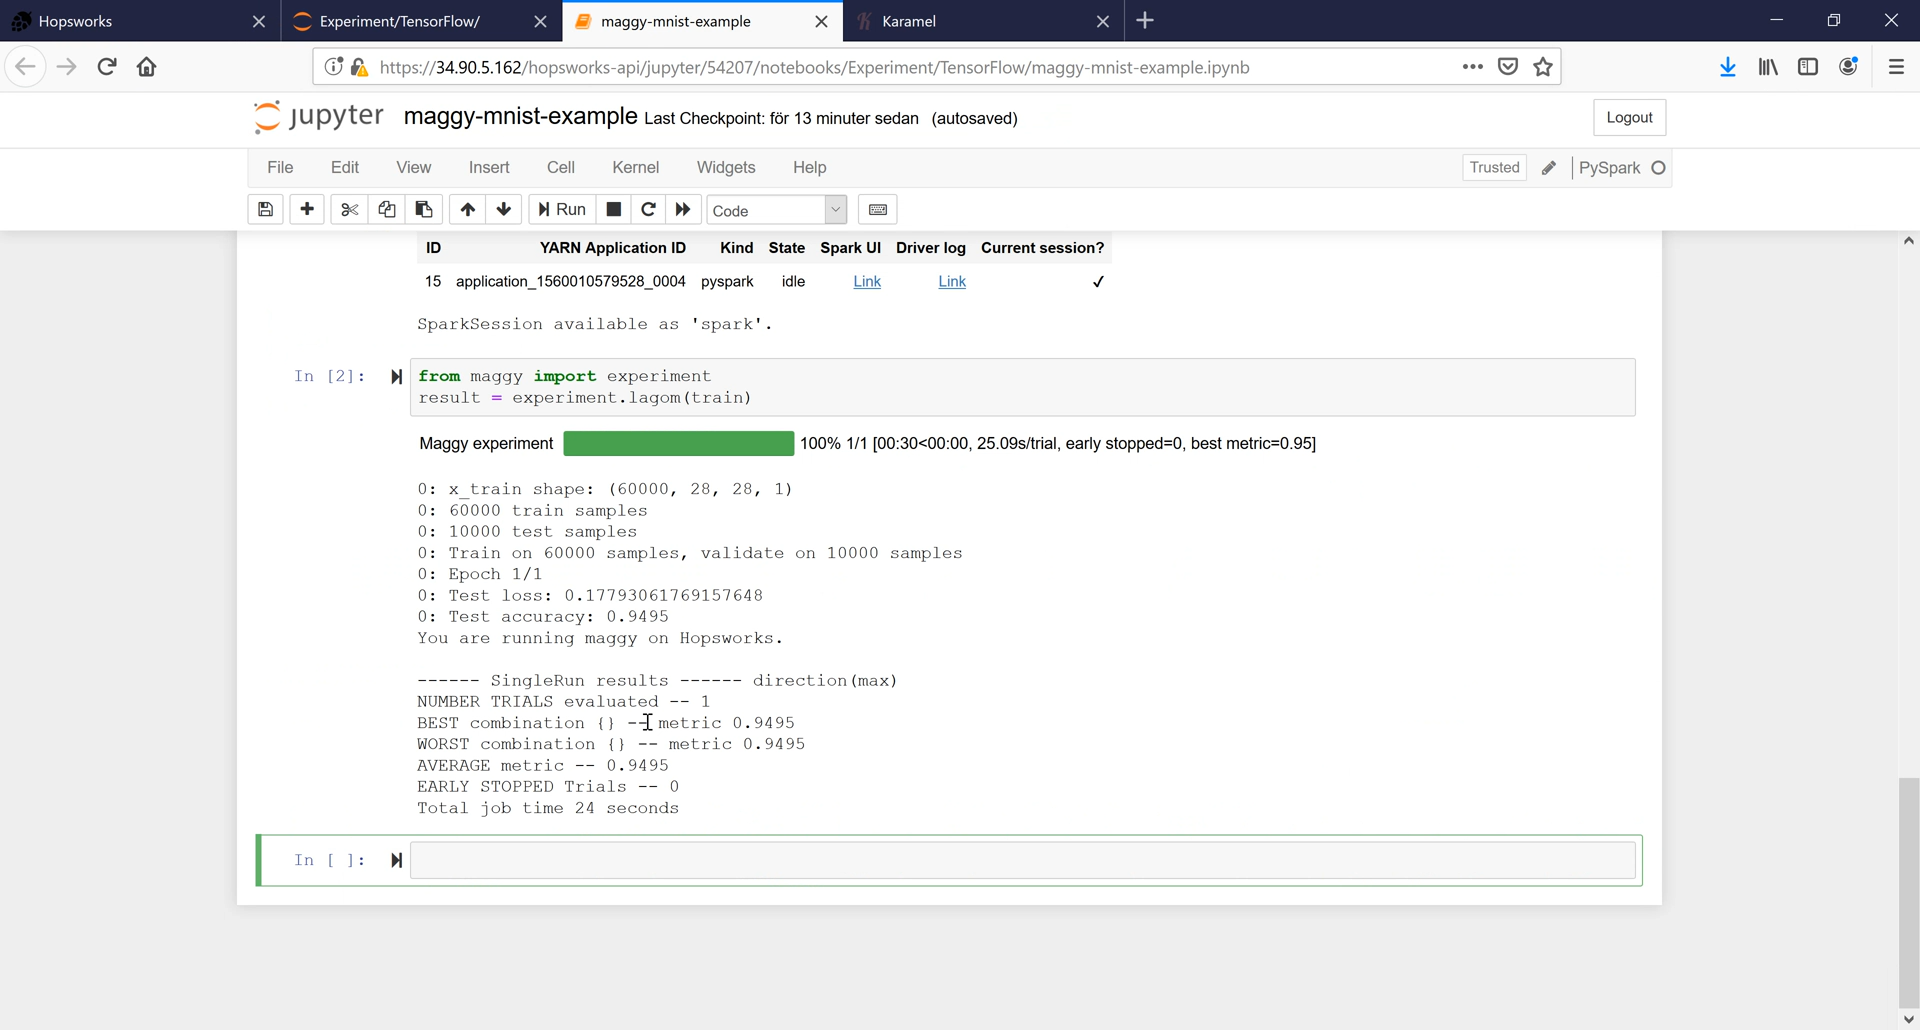 Hopsworks
Experiment/TensorFlow/
maggy-mnist-example
Karamel
https://34.90.5.162/hopsworks-api/jupyter/54207/notebooks/Experiment/TensorFlow/maggy-mnist-example.ipynb
jupyter maggy-mnist-example Last Checkpoint: för 13 minuter sedan (autosaved)
Logout
File Edit View Insert Cell Kernel Widgets Help
Trusted PySpark
Run Code
ID YARN Application ID Kind State Spark UI Driver log Current session?
15 application_1560010579528_0004 pyspark idle Link Link ✓
SparkSession available as 'spark'.
In [2]: from maggy import experiment
result = experiment.lagom(train)
Maggy experiment 100% 1/1 [00:30<00:00, 25.09s/trial, early stopped=0, best metric=0.95]
0: x_train shape: (60000, 28, 28, 1)
0: 60000 train samples
0: 10000 test samples
0: Train on 60000 samples, validate on 10000 samples
0: Epoch 1/1
0: Test loss: 0.17793061769157648
0: Test accuracy: 0.9495
You are running maggy on Hopsworks.
------ SingleRun results ------ direction(max)
NUMBER TRIALS evaluated -- 1
BEST combination {} -- metric 0.9495
WORST combination {} -- metric 0.9495
AVERAGE metric -- 0.9495
EARLY STOPPED Trials -- 0
Total job time 24 seconds
In [ ]: